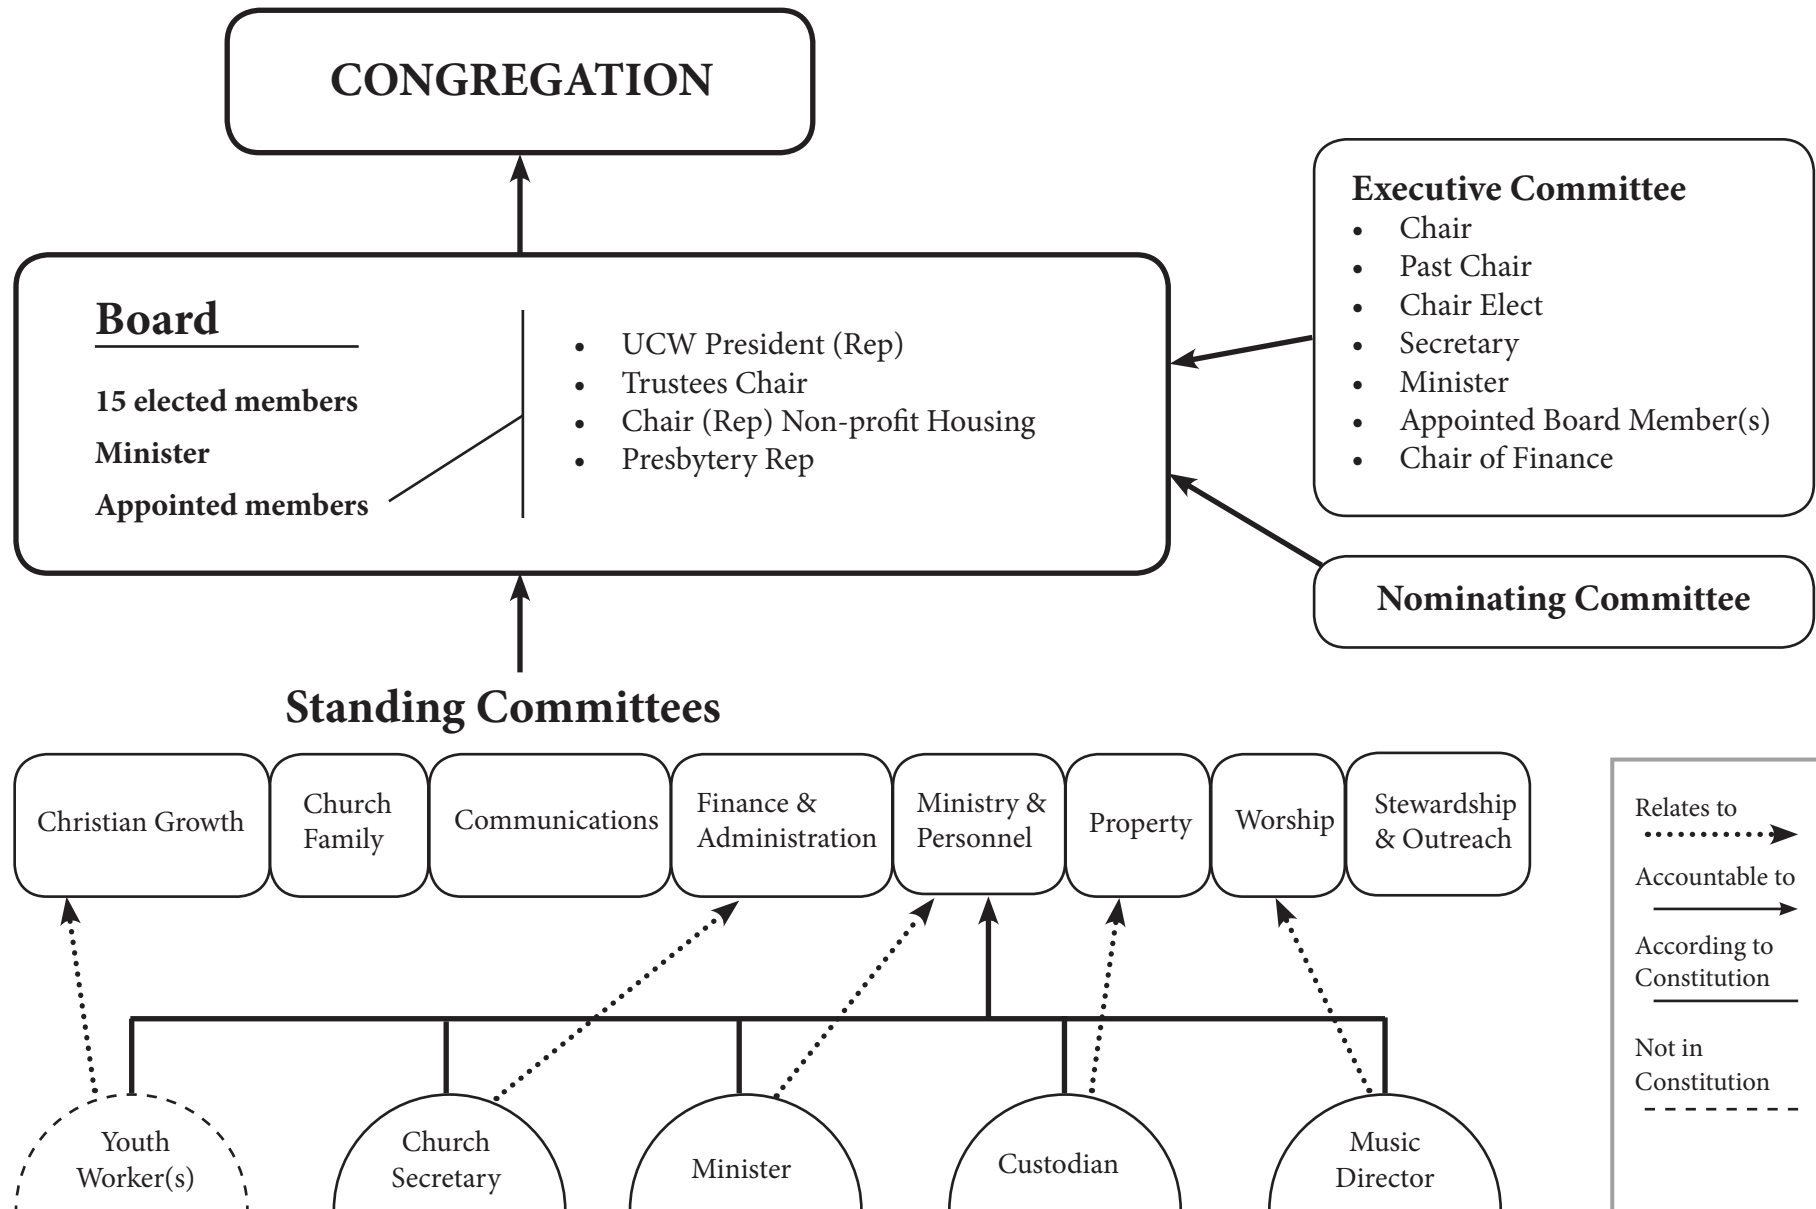 CONGREGATION
Board
15 elected members
Minister
Appointed members
• UCW President (Rep)
• Trustees Chair
• Chair (Rep) Non-profit Housing
• Presbytery Rep
Executive Committee
• Chair
• Past Chair
• Chair Elect
• Secretary
• Minister
• Appointed Board Member(s)
• Chair of Finance
Nominating Committee
Standing Committees
Christian Growth
Church
Family
Communications
Finance &
Administration
Ministry &
Personnel
Property
Worship
Stewardship
& Outreach
Relates to
Accountable to
According to
Constitution
Not in
Constitution
Youth
Worker(s)
Church
Secretary
Minister
Custodian
Music
Director